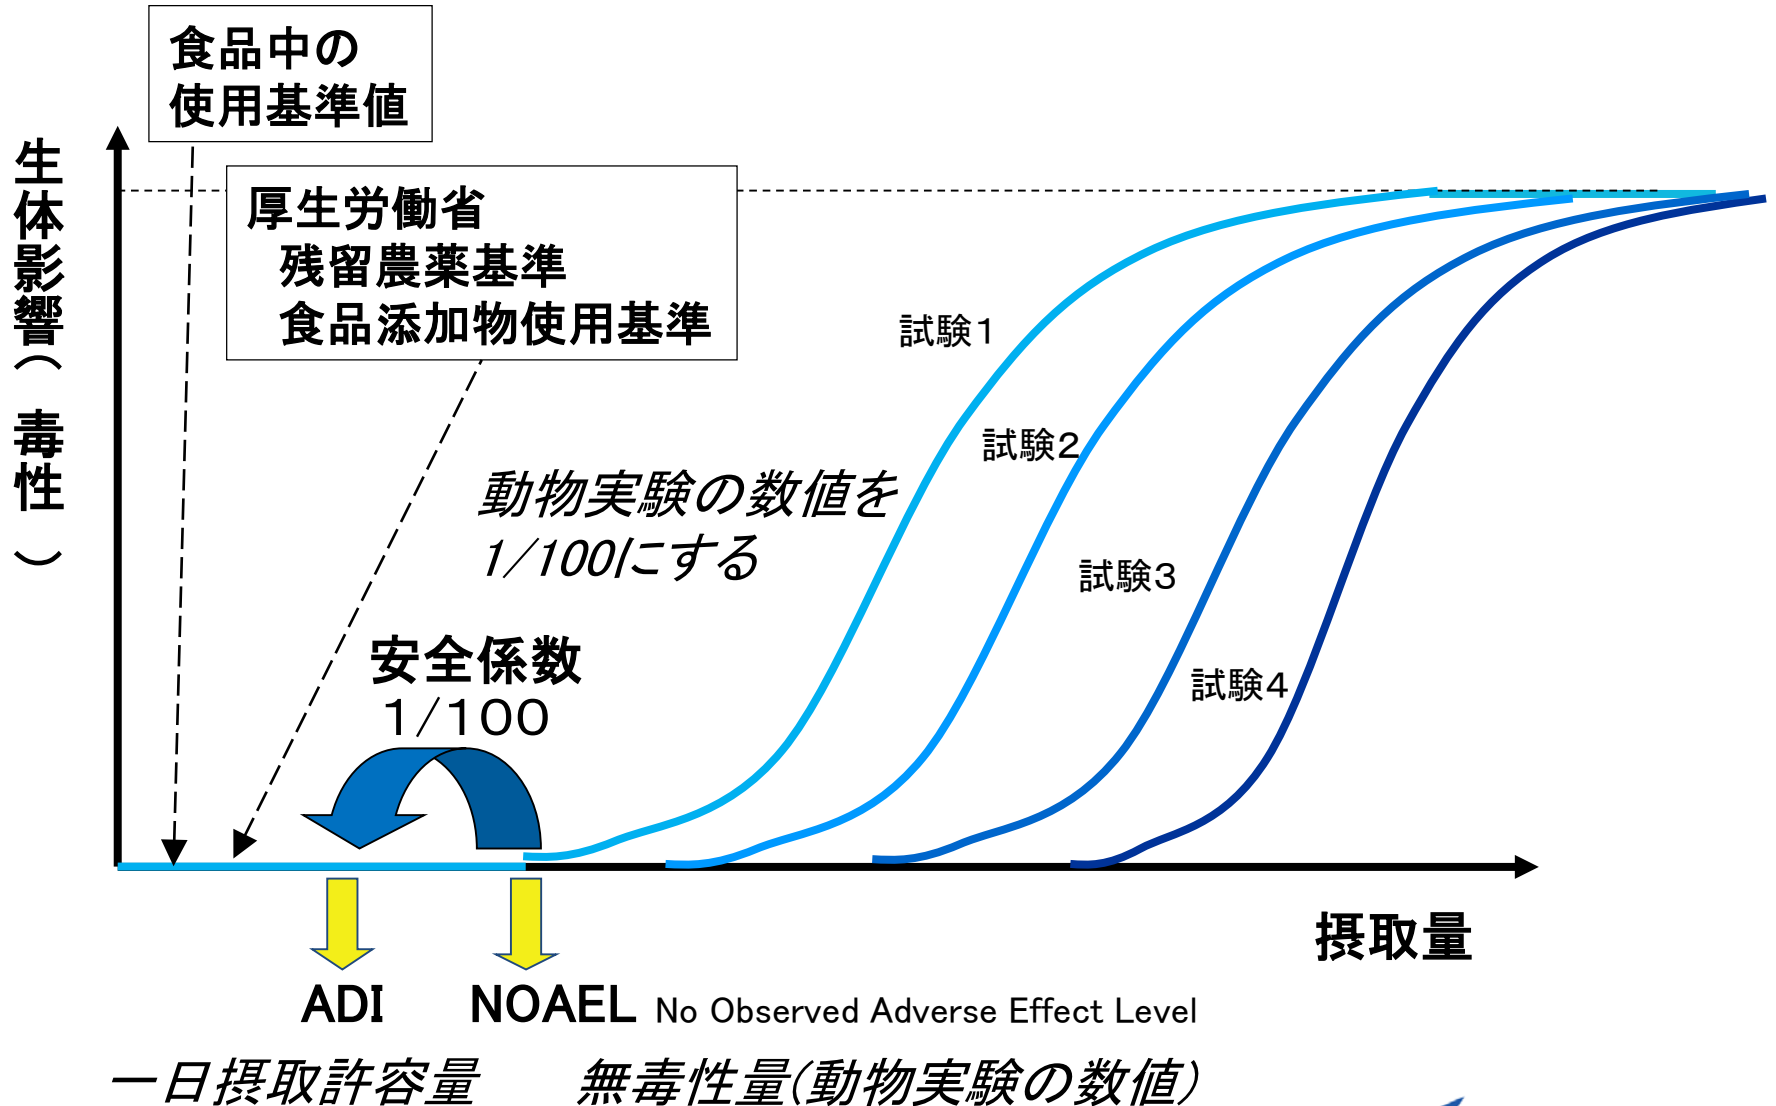 食品中の
使用基準値
生体影響（毒性）
厚生労働省
残留農薬基準
食品添加物使用基準
試験1
試験2
動物実験の数値を
1/100にする
試験3
安全係数
1/100
試験4
摂取量
ADI
NOAEL No Observed Adverse Effect Level
一日摂取許容量
無毒性量(動物実験の数値)